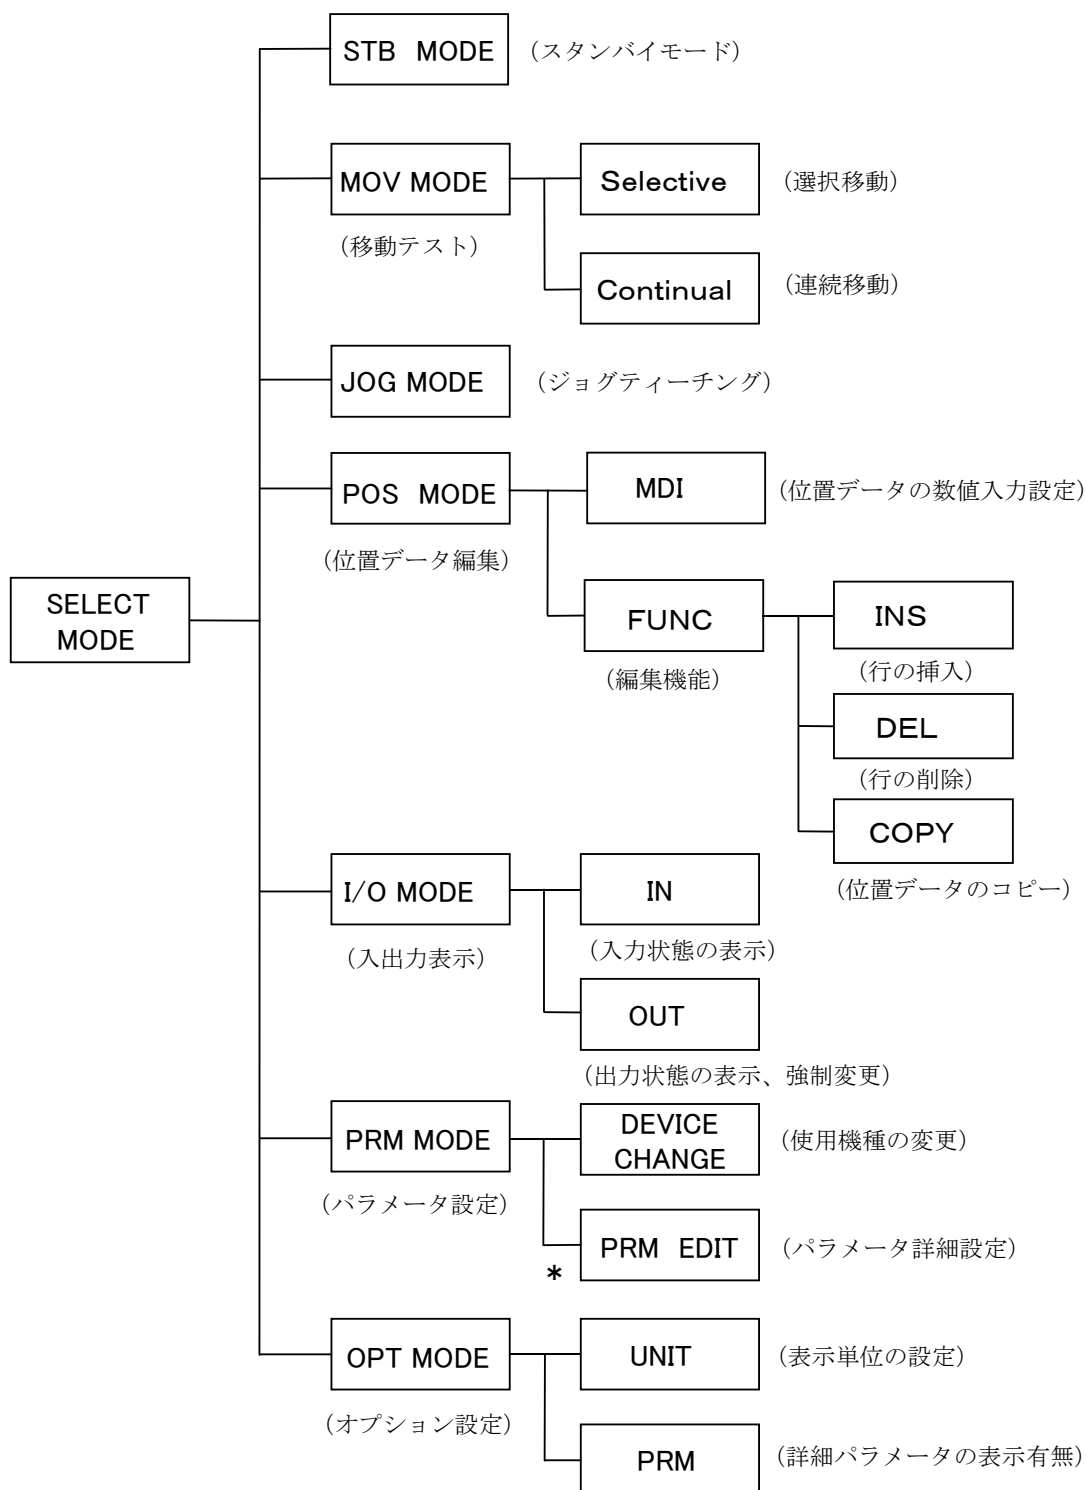 STB MODE (スタンバイモード)
MOV MODE
(移動テスト)
Selective (選択移動)
Continual (連続移動)
JOG MODE (ジョグティーチング)
POS MODE
(位置データ編集)
MDI (位置データの数値入力設定)
FUNC
(編集機能)
INS
(行の挿入)
DEL
(行の削除)
COPY
(位置データのコピー)
SELECT
MODE
I/O MODE
(入出力表示)
IN
(入力状態の表示)
OUT
(出力状態の表示、強制変更)
PRM MODE
(パラメータ設定)
DEVICE
CHANGE
(使用機種の変更)
PRM EDIT (パラメータ詳細設定)
*
OPT MODE
(オプション設定)
UNIT (表示単位の設定)
PRM (詳細パラメータの表示有無)